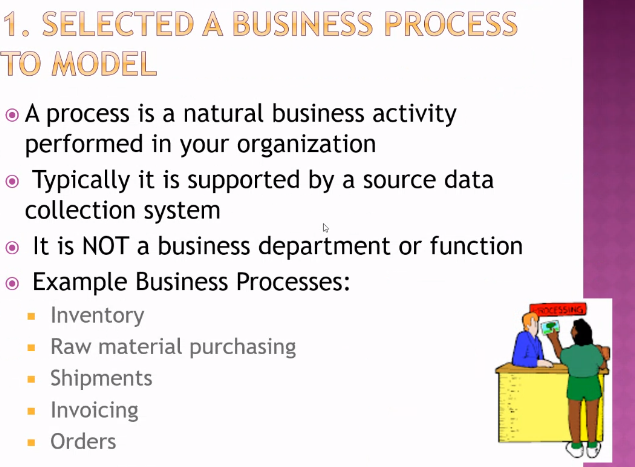 1. SELECTED A BUSINESS PROCESS
TO MODEL
A process is a natural business activity
performed in your organization
Typically it is supported by a source data
collection system
It is NOT a business department or function
Example Business Processes:
Inventory
Raw material purchasing
Shipments
Invoicing
Orders
PROCESSING